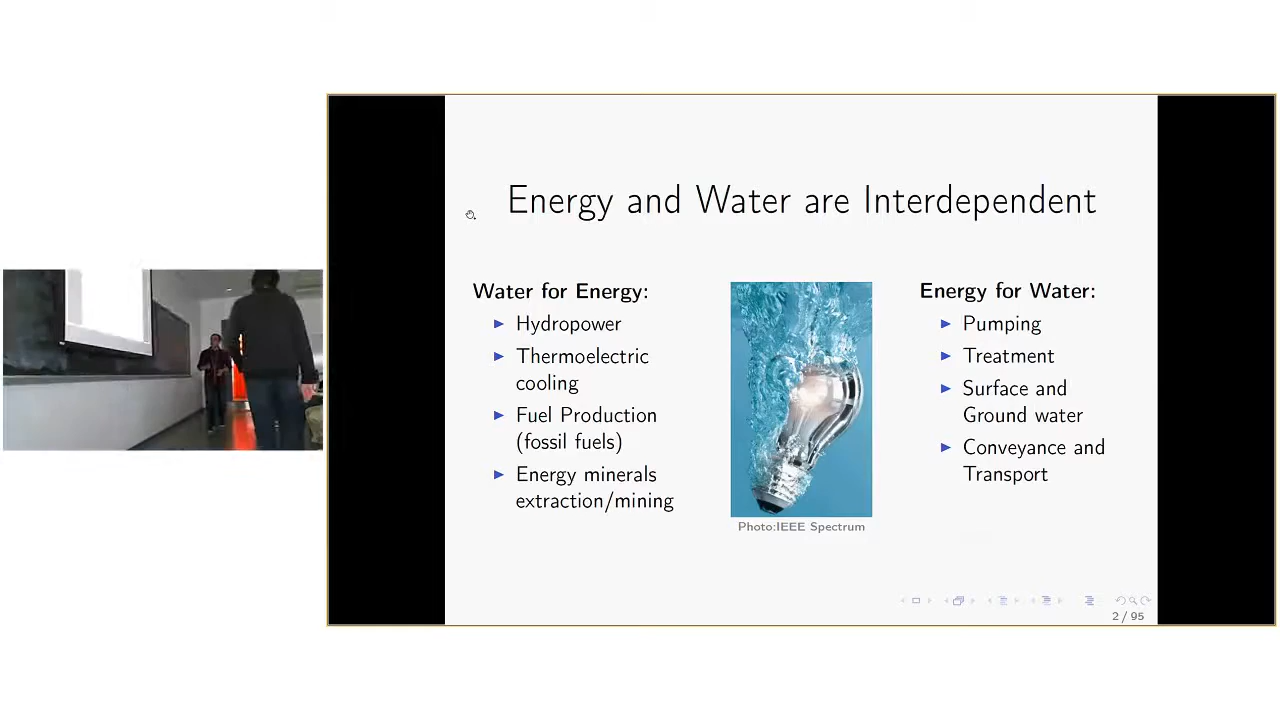 Energy and Water are Interdependent
Water for Energy:
Hydropower
Thermoelectric
cooling
Fuel Production
(fossil fuels)
Energy minerals
extraction/mining
Photo:IEEE Spectrum
Energy for Water:
Pumping
Treatment
Surface and
Ground water
Conveyance and
Transport
2 / 95